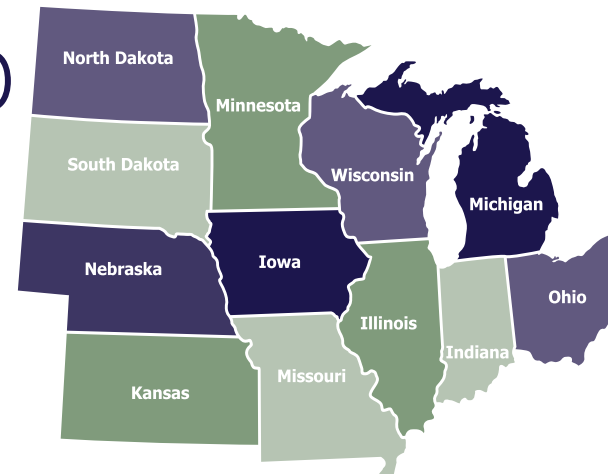 North Dakota
Minnesota
South Dakota
Wisconsin
Michigan
Nebraska
Iowa
Ohio
Illinois
Indiana
Missouri
Kansas